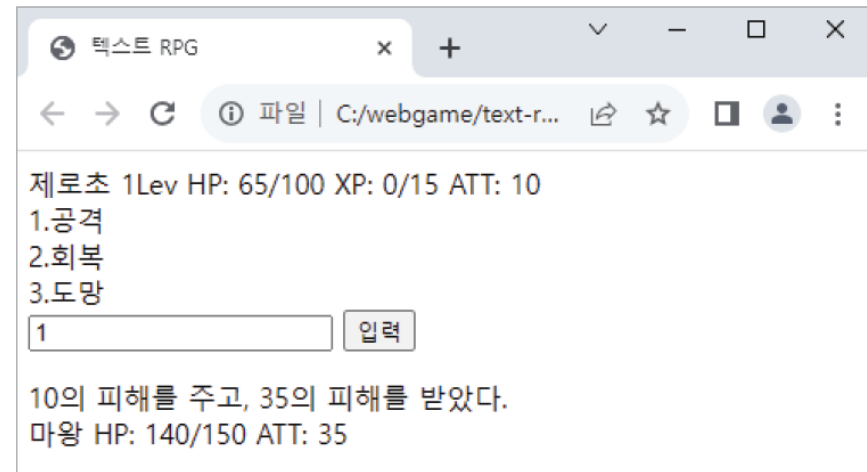 텍스트 RPG
파일 C:/webgame/text-r...
제로초 1Lev HP: 65/100 XP: 0/15 ATT: 10
1.공격
2.회복
3.도망
1 입력
10의 피해를 주고, 35의 피해를 받았다.
마왕 HP: 140/150 ATT: 35